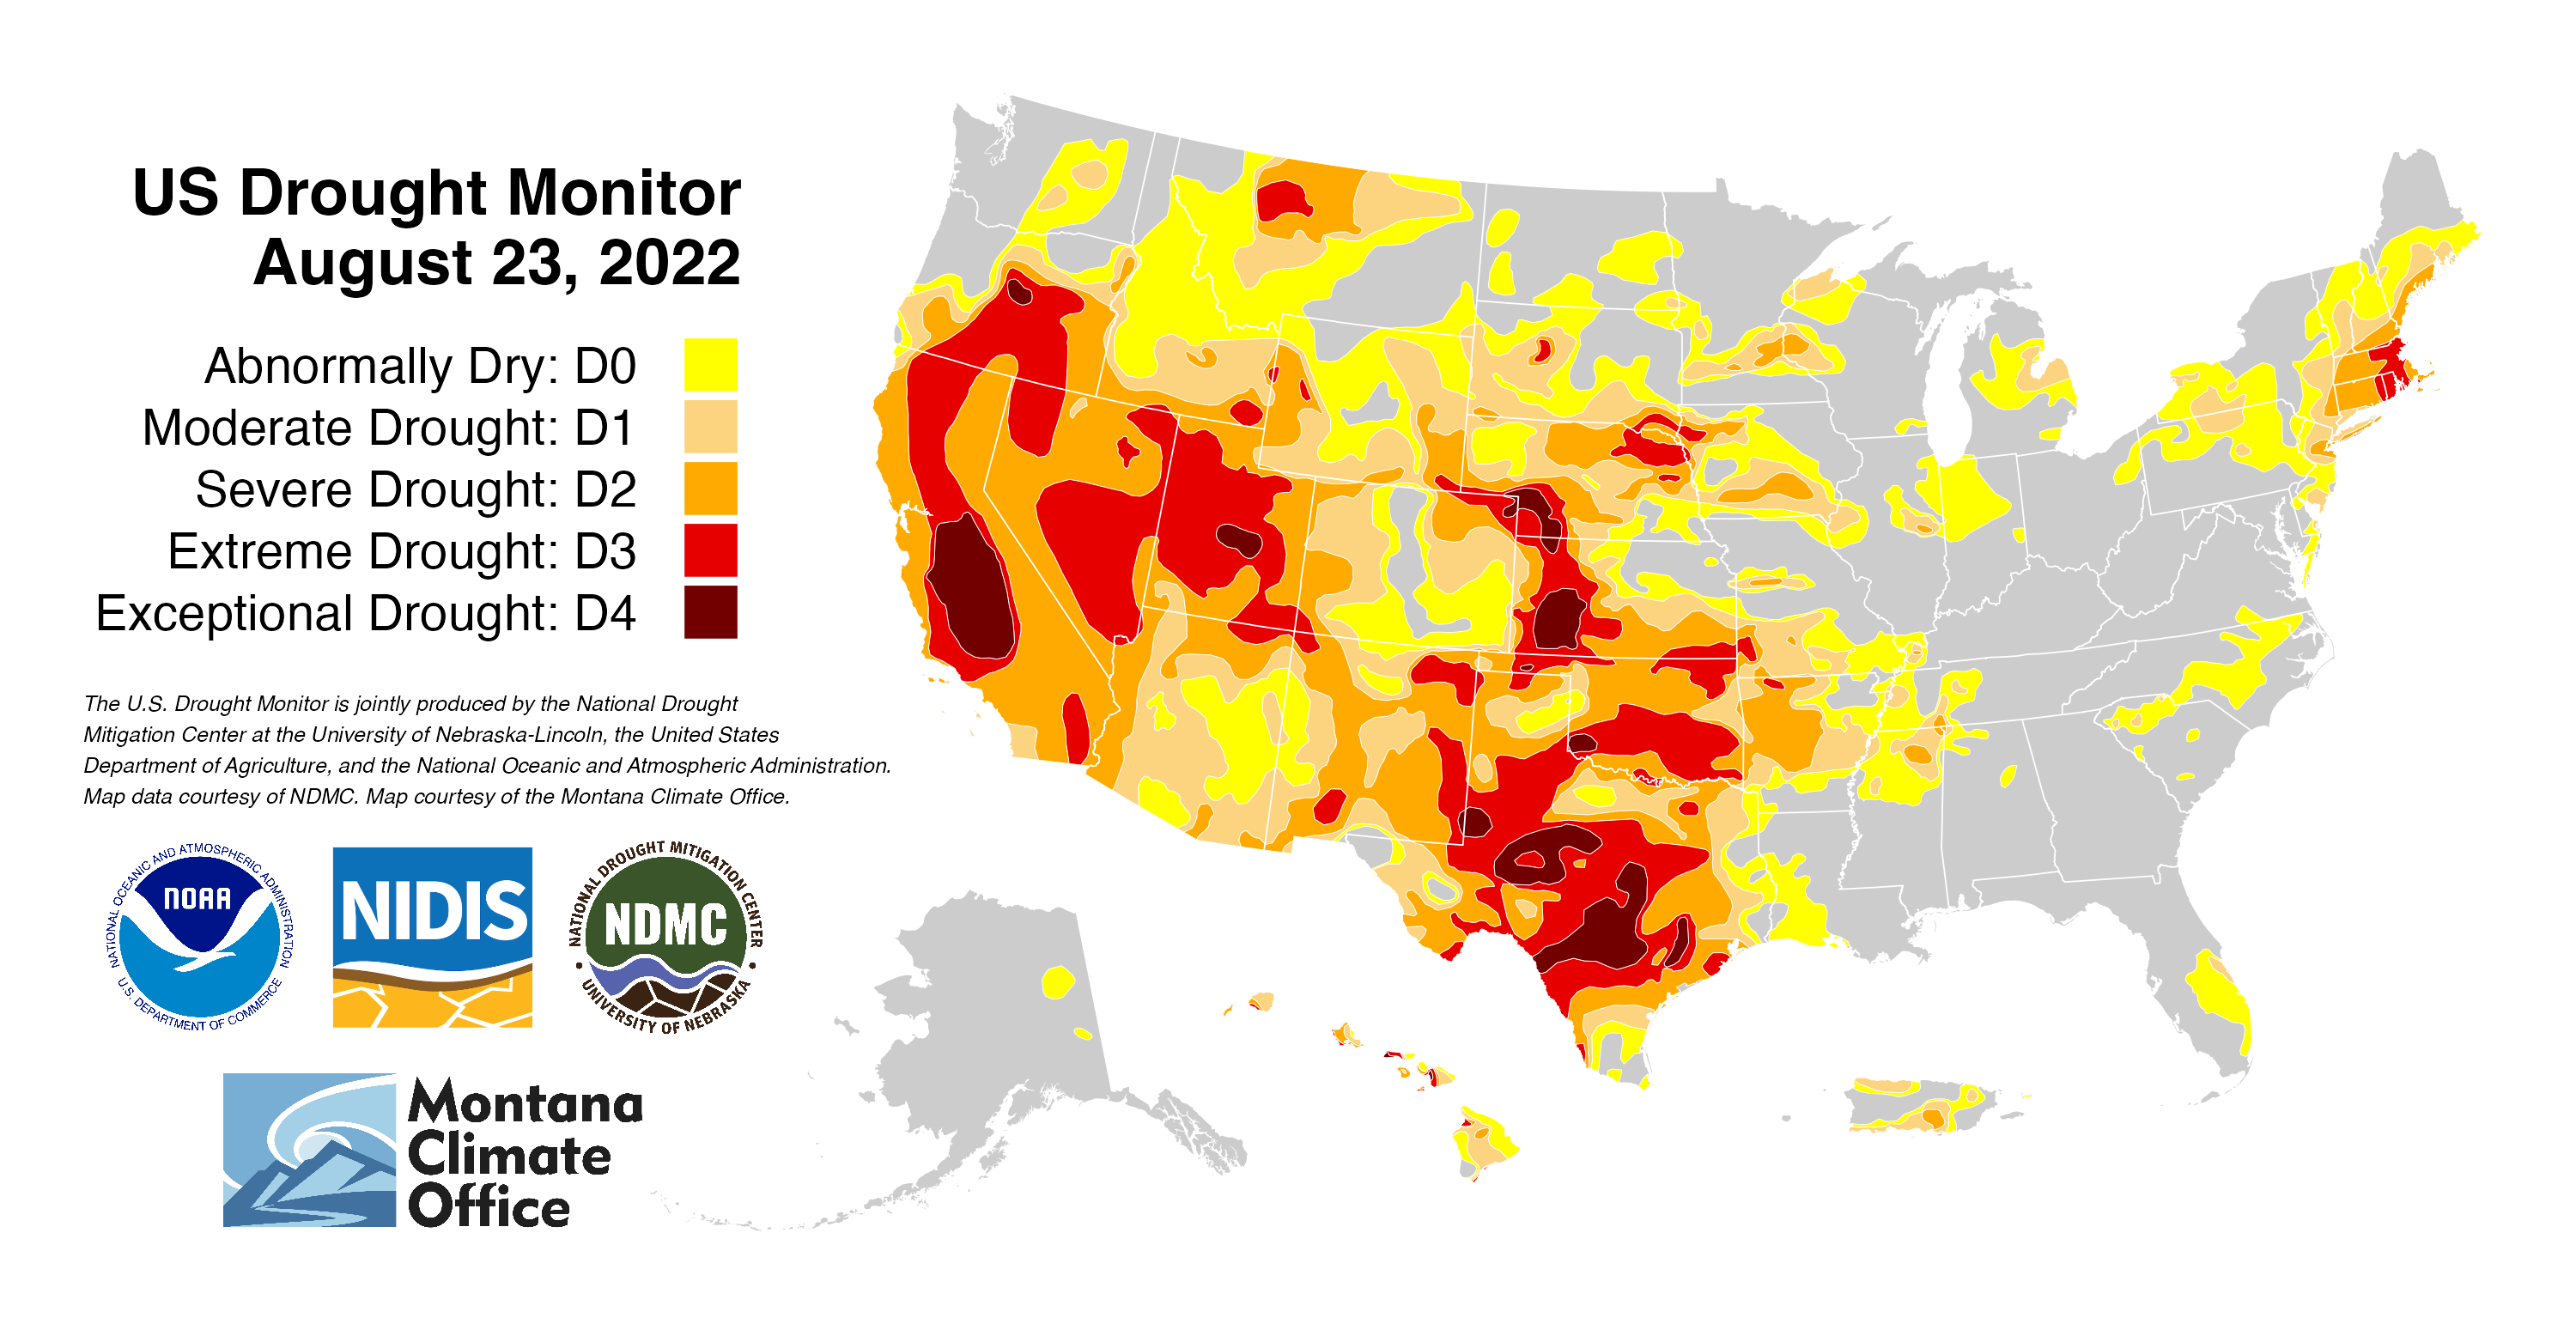 US Drought Monitor
August 23, 2022
Abnormally Dry: D0
Moderate Drought: D1
Severe Drought: D2
Extreme Drought: D3
Exceptional Drought: D4
The U.S. Drought Monitor is jointly produced by the National Drought
Mitigation Center at the University of Nebraska-Lincoln, the United States
Department of Agriculture, and the National Oceanic and Atmospheric Administration.
Map data courtesy of NDMC. Map courtesy of the Montana Climate Office.
NATIONAL OCEANIC AND ATMOSPHERIC ADMINISTRATION
NOAA
U.S. DEPARTMENT OF COMMERCE
NIDIS
NATIONAL DROUGHT MITIGATION CENTER
NDMC
UNIVERSITY OF NEBRASKA
Montana
Climate
Office